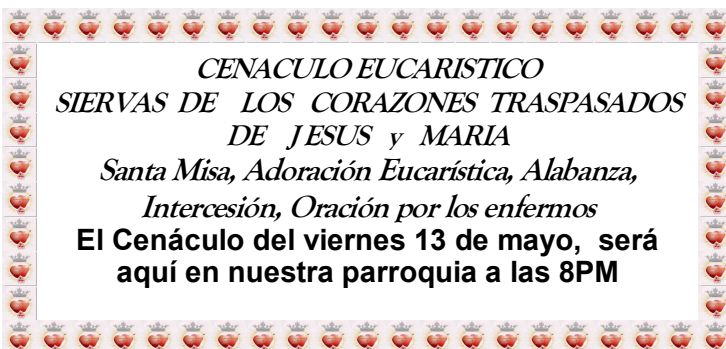 CENACULO EUCARISTICO
SIERVAS DE LOS CORAZONES TRASPASADOS
DE JESUS y MARIA
Santa Misa, Adoración Eucarística, Alabanza,
Intercesión, Oración por los enfermos
El Cenáculo del viernes 13 de mayo, será
aquí en nuestra parroquia a las 8PM